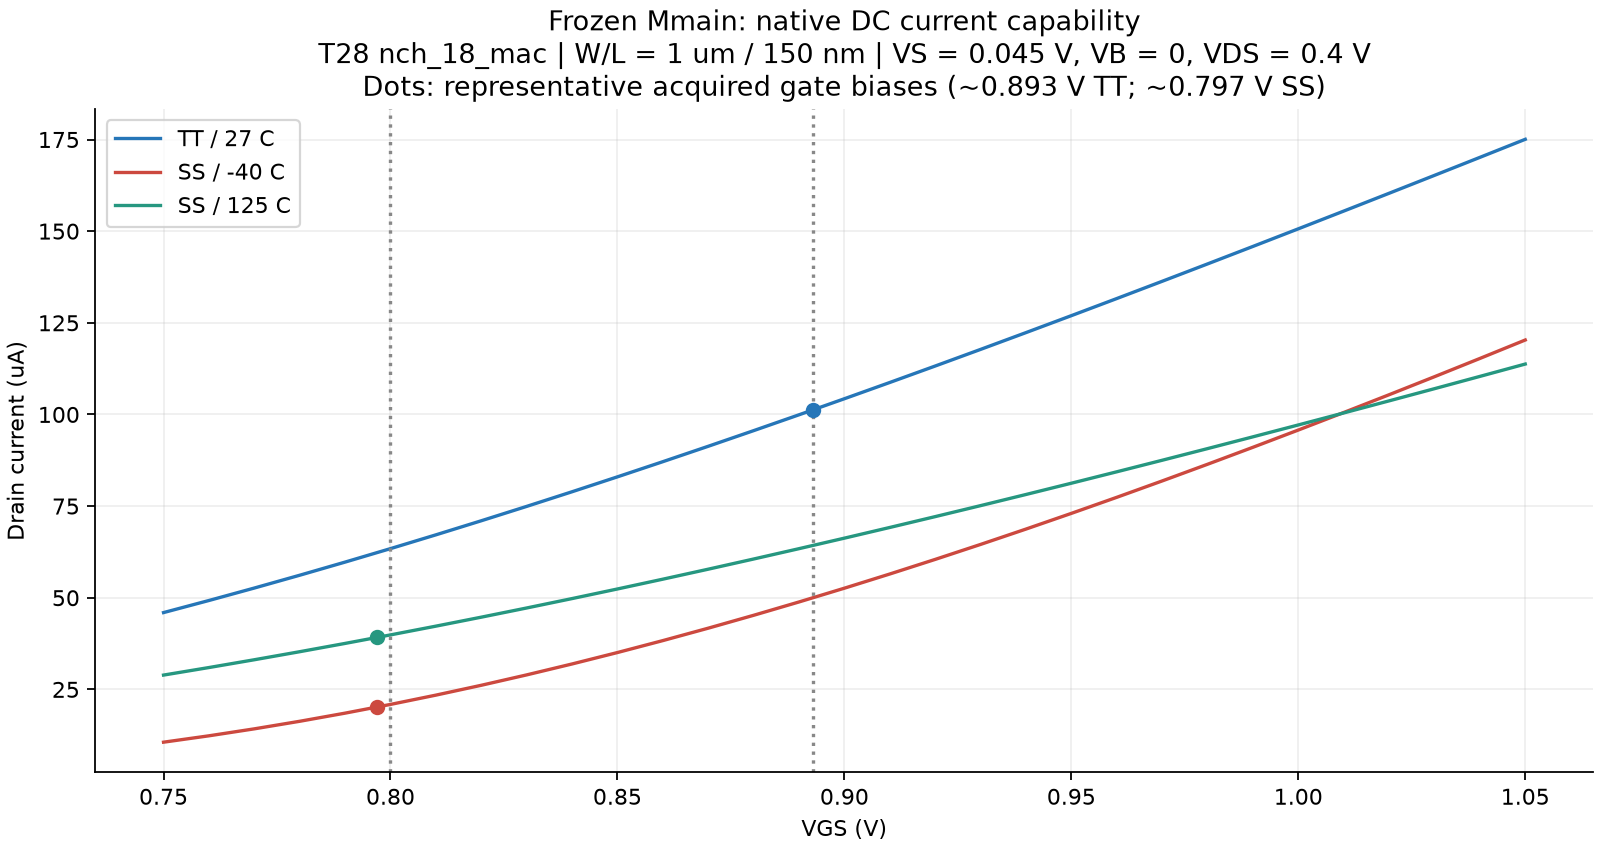 Frozen Mmain: native DC current capability
T28 nch_18_mac | W/L = 1 um / 150 nm | VS = 0.045 V, VB = 0, VDS = 0.4 V
Dots: representative acquired gate biases (~0.893 V TT; ~0.797 V SS)
TT / 27 C
SS / -40 C
SS / 125 C
Drain current (uA)
175
150
125
100
75
50
25
0.75
0.80
0.85
0.90
0.95
1.00
1.05
VGS (V)